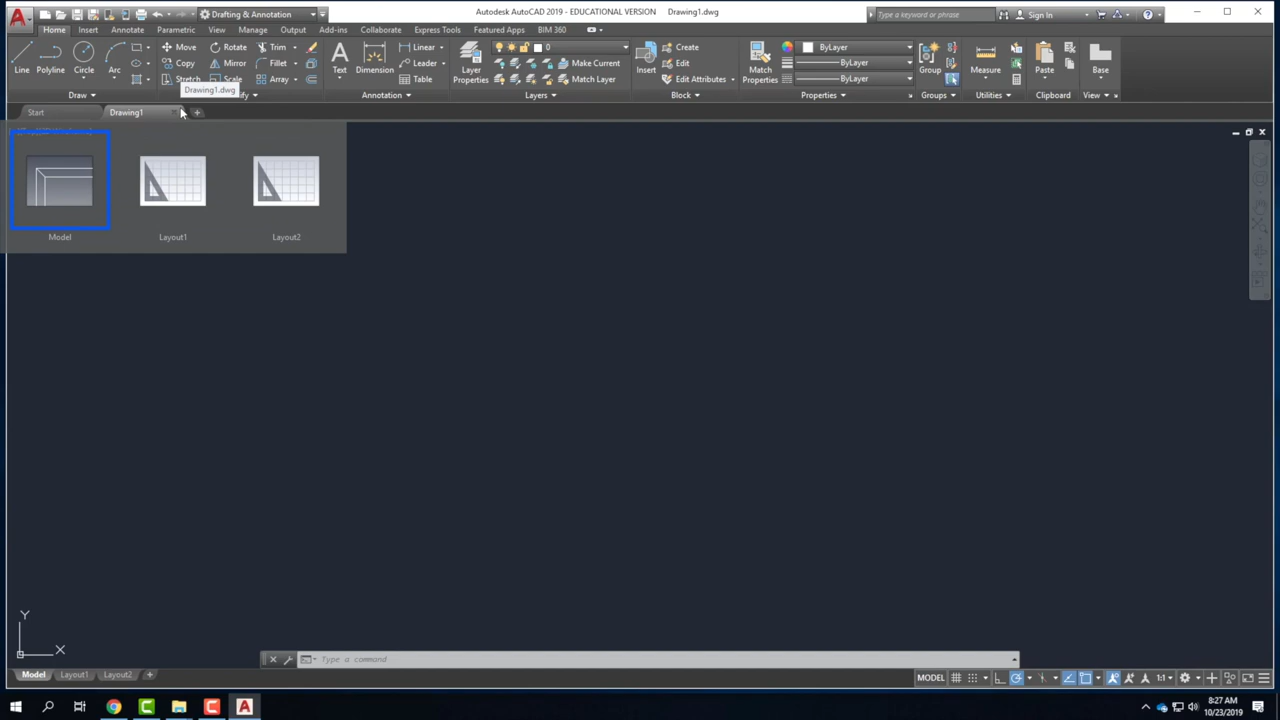 Drafting & Annotation
Autodesk AutoCAD 2019 - EDUCATIONAL VERSION Drawing1.dwg
Type a keyword or phrase
Sign In
Home Insert Annotate Parametric View Manage Output Add-ins Collaborate Express Tools Featured Apps BIM 360
Line Polyline Circle Arc
Move Rotate Trim
Copy Mirror Fillet
Stretch Scale Array
Text Dimension
Linear
Leader
Table
Layer Properties
0
Make Current
Match Layer
Insert
Create
Edit
Edit Attributes
Match Properties
ByLayer
ByLayer
ByLayer
Group
Measure
Paste
Base
Draw Annotation Layers Block Properties Groups Utilities Clipboard View
Drawing1.dwg
Start Drawing1
Model Layout1 Layout2
Y
X
Type a command
Model Layout1 Layout2
MODEL
1:1
8:27 AM
10/23/2019